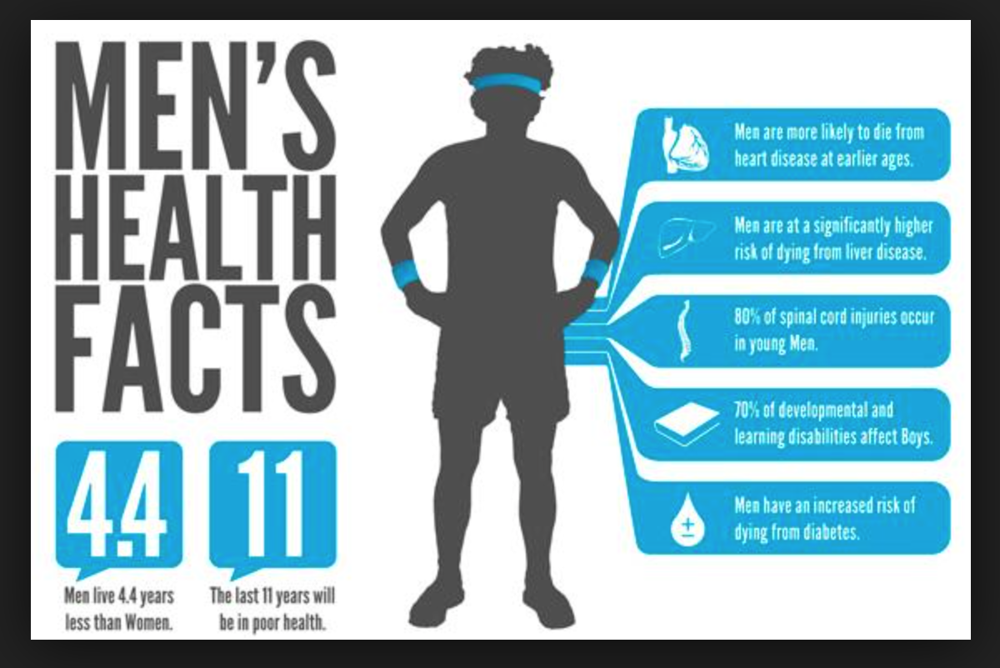 MEN'S
HEALTH
FACTS
4.4
Men live 4.4 years
less than Women.
11
The last 11 years will
be in poor health.
Men are more likely to die from
heart disease at earlier ages.
Men are at a significantly higher
risk of dying from liver disease.
80% of spinal cord injuries occur
in young Men.
70% of developmental and
learning disabilities affect Boys.
Men have an increased risk of
dying from diabetes.